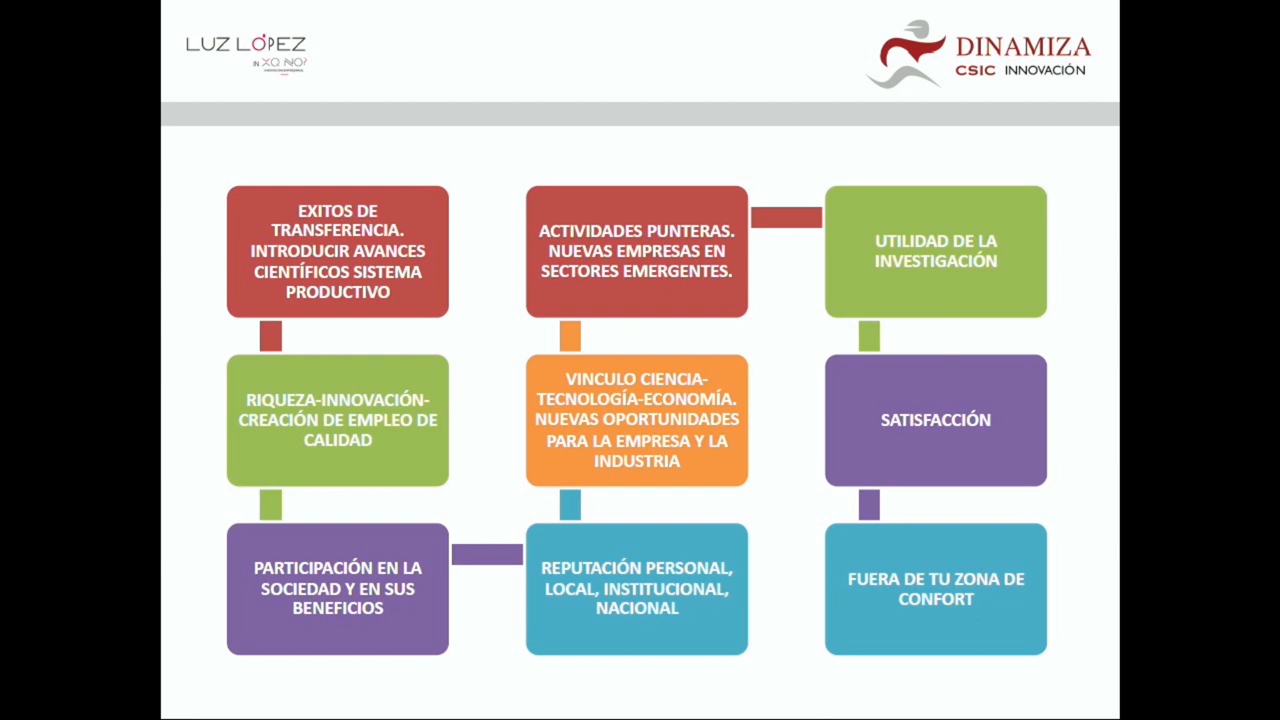 LUZ LÓPEZ
IN XQ NO?
DINAMIZA
CSIC INNOVACIÓN
EXITOS DE
TRANSFERENCIA.
INTRODUCIR AVANCES
CIENTÍFICOS SISTEMA
PRODUCTIVO
RIQUEZA-INNOVACIÓN-
CREACIÓN DE EMPLEO DE
CALIDAD
PARTICIPACIÓN EN LA
SOCIEDAD Y EN SUS
BENEFICIOS
REPUTACIÓN PERSONAL,
LOCAL, INSTITUCIONAL,
NACIONAL
VINCULO CIENCIA-
TECNOLOGÍA-ECONOMÍA.
NUEVAS OPORTUNIDADES
PARA LA EMPRESA Y LA
INDUSTRIA
ACTIVIDADES PUNTERAS.
NUEVAS EMPRESAS EN
SECTORES EMERGENTES.
UTILIDAD DE LA
INVESTIGACIÓN
SATISFACCIÓN
FUERA DE TU ZONA DE
CONFORT